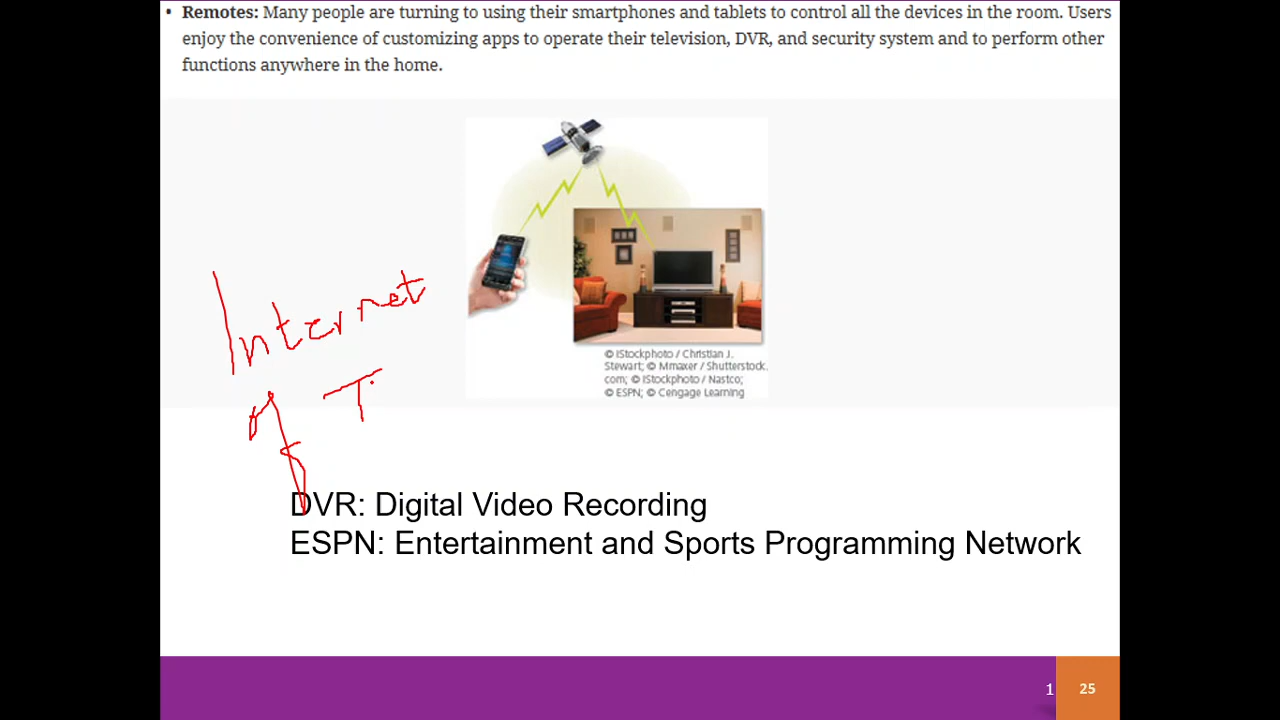 • Remotes: Many people are turning to using their smartphones and tablets to control all the devices in the room. Users
enjoy the convenience of customizing apps to operate their television, DVR, and security system and to perform other
functions anywhere in the home.
© iStockphoto / Christian J.
Stewart; © Mmaxer / Shutterstock.
com; © iStockphoto / Nastco;
© ESPN; © Cengage Learning
Internet
of T
DVR: Digital Video Recording
ESPN: Entertainment and Sports Programming Network
1 25